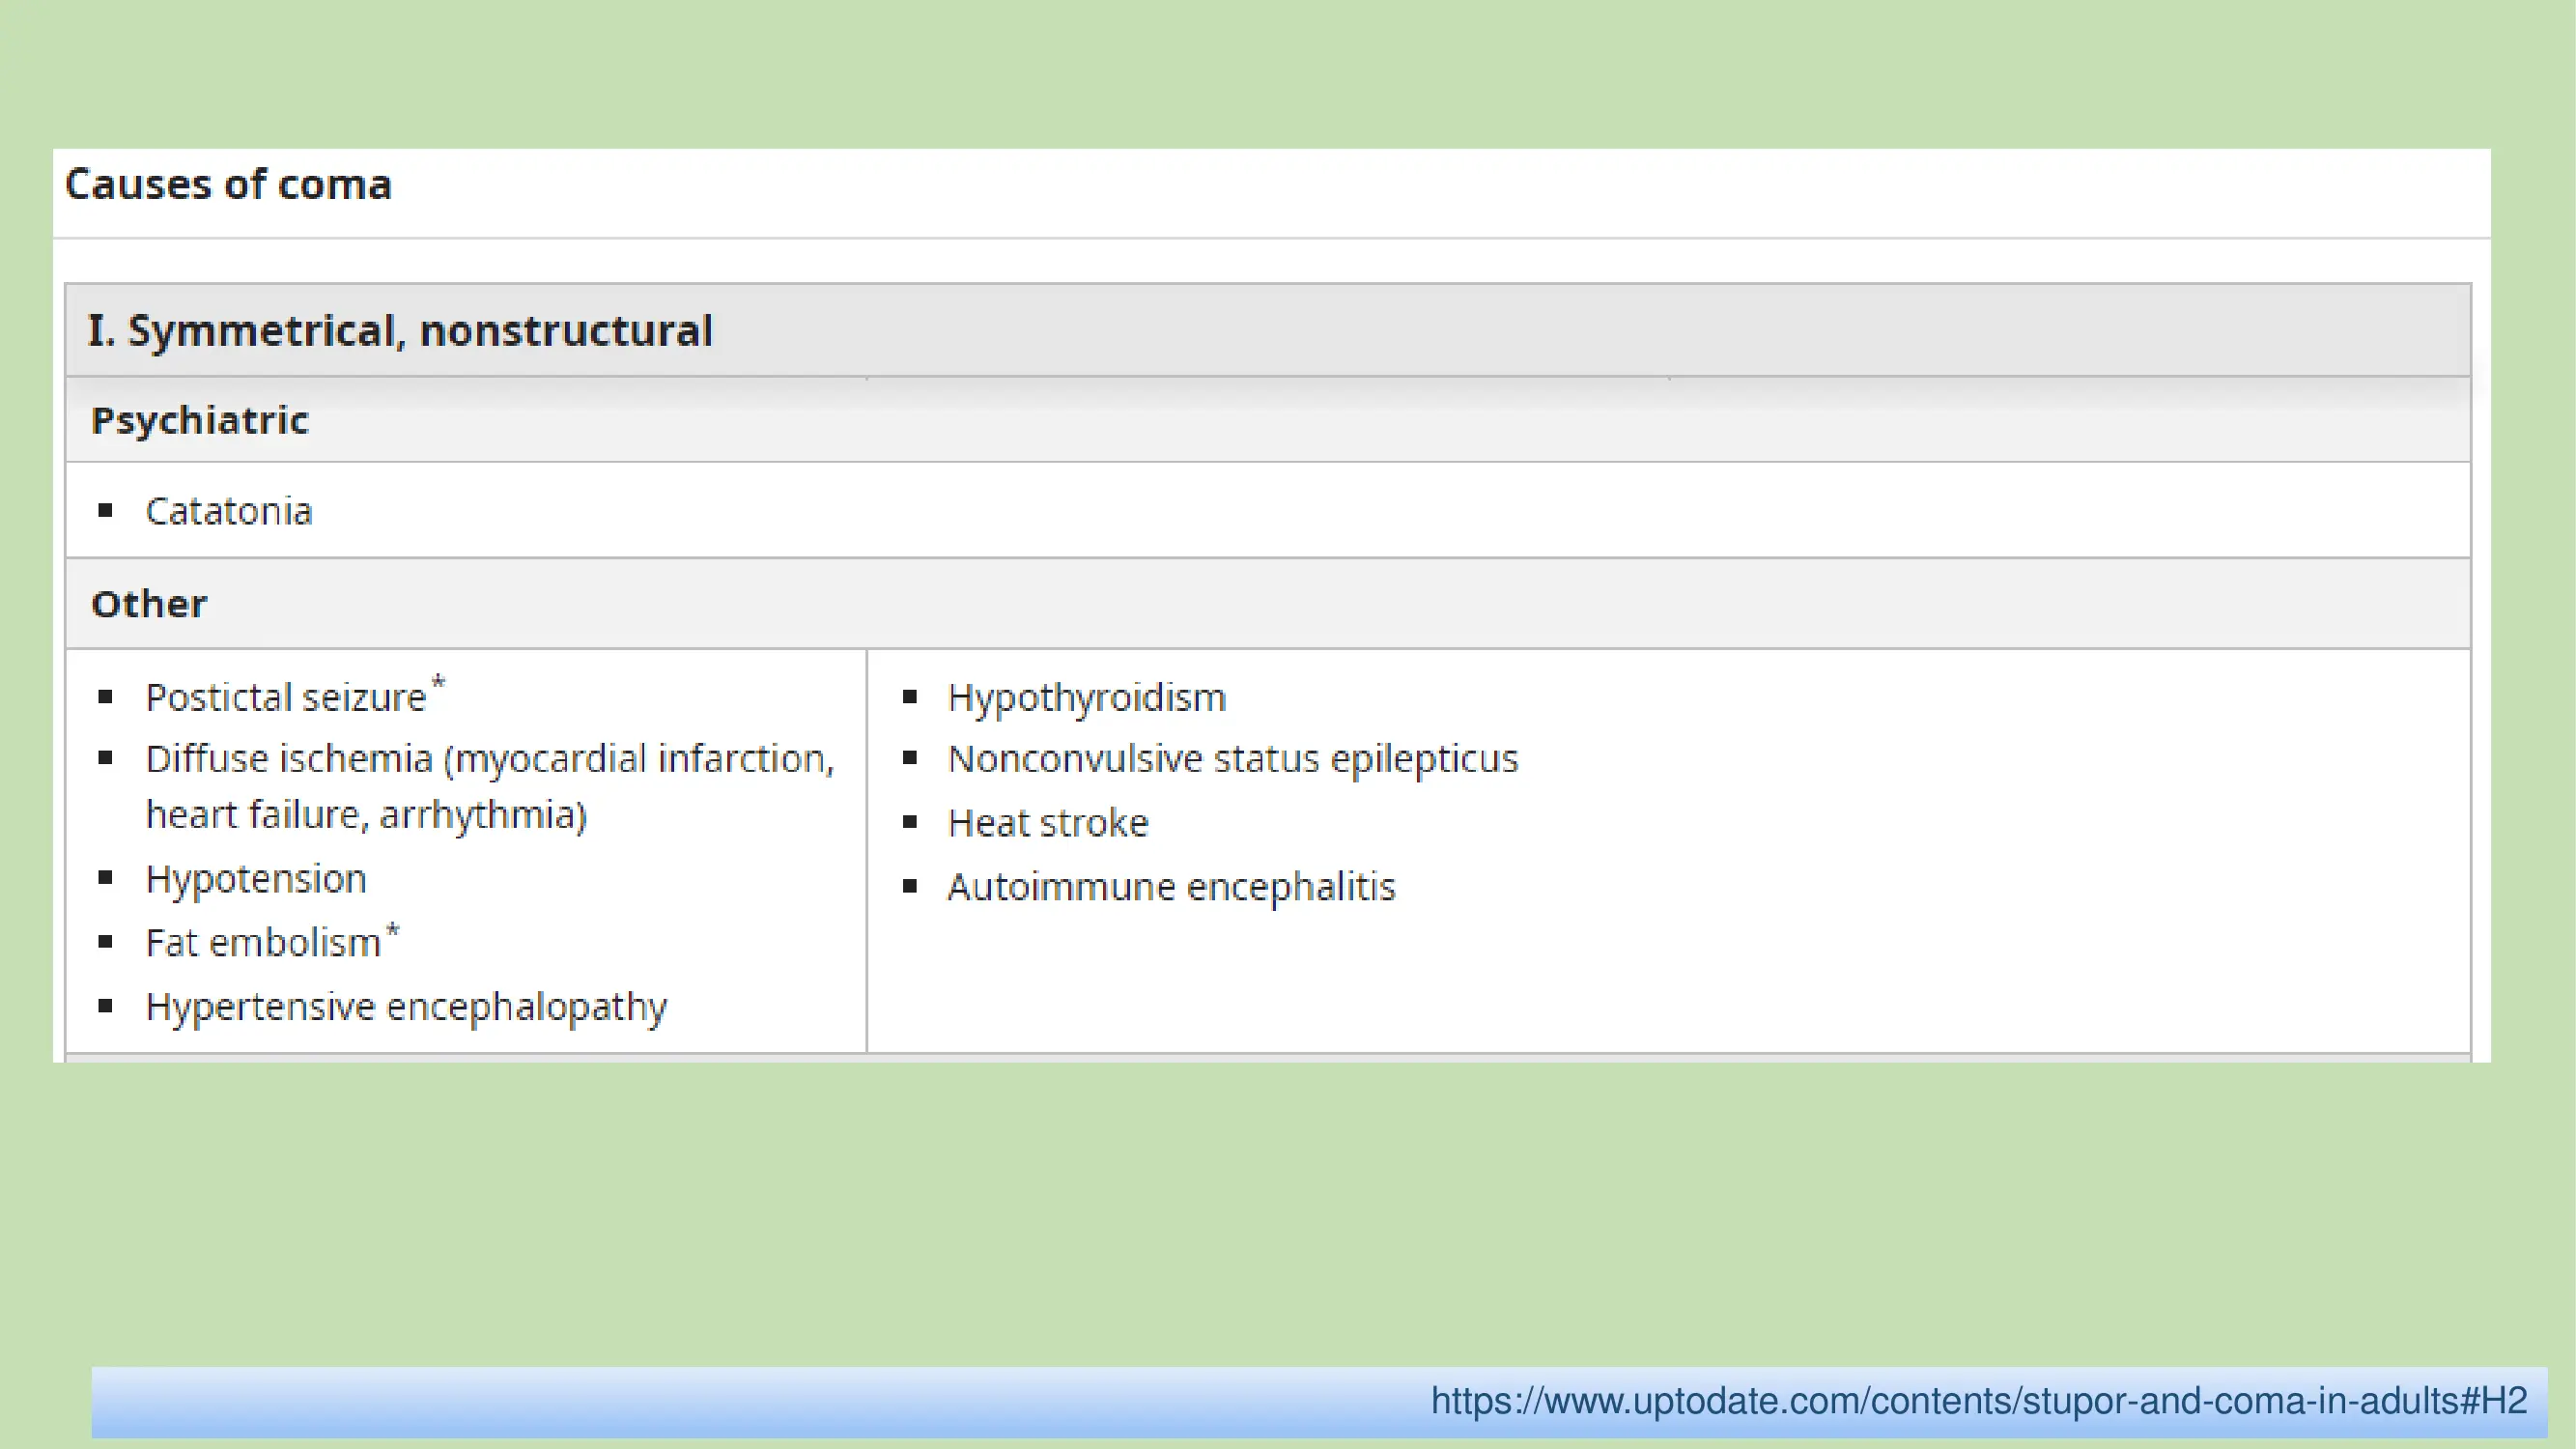 Causes of coma
I. Symmetrical, nonstructural
Psychiatric
▪ Catatonia
Other
▪ Postictal seizure*
▪ Diffuse ischemia (myocardial infarction,
heart failure, arrhythmia)
▪ Hypotension
▪ Fat embolism*
▪ Hypertensive encephalopathy
▪ Hypothyroidism
▪ Nonconvulsive status epilepticus
▪ Heat stroke
▪ Autoimmune encephalitis
https://www.uptodate.com/contents/stupor-and-coma-in-adults#H2